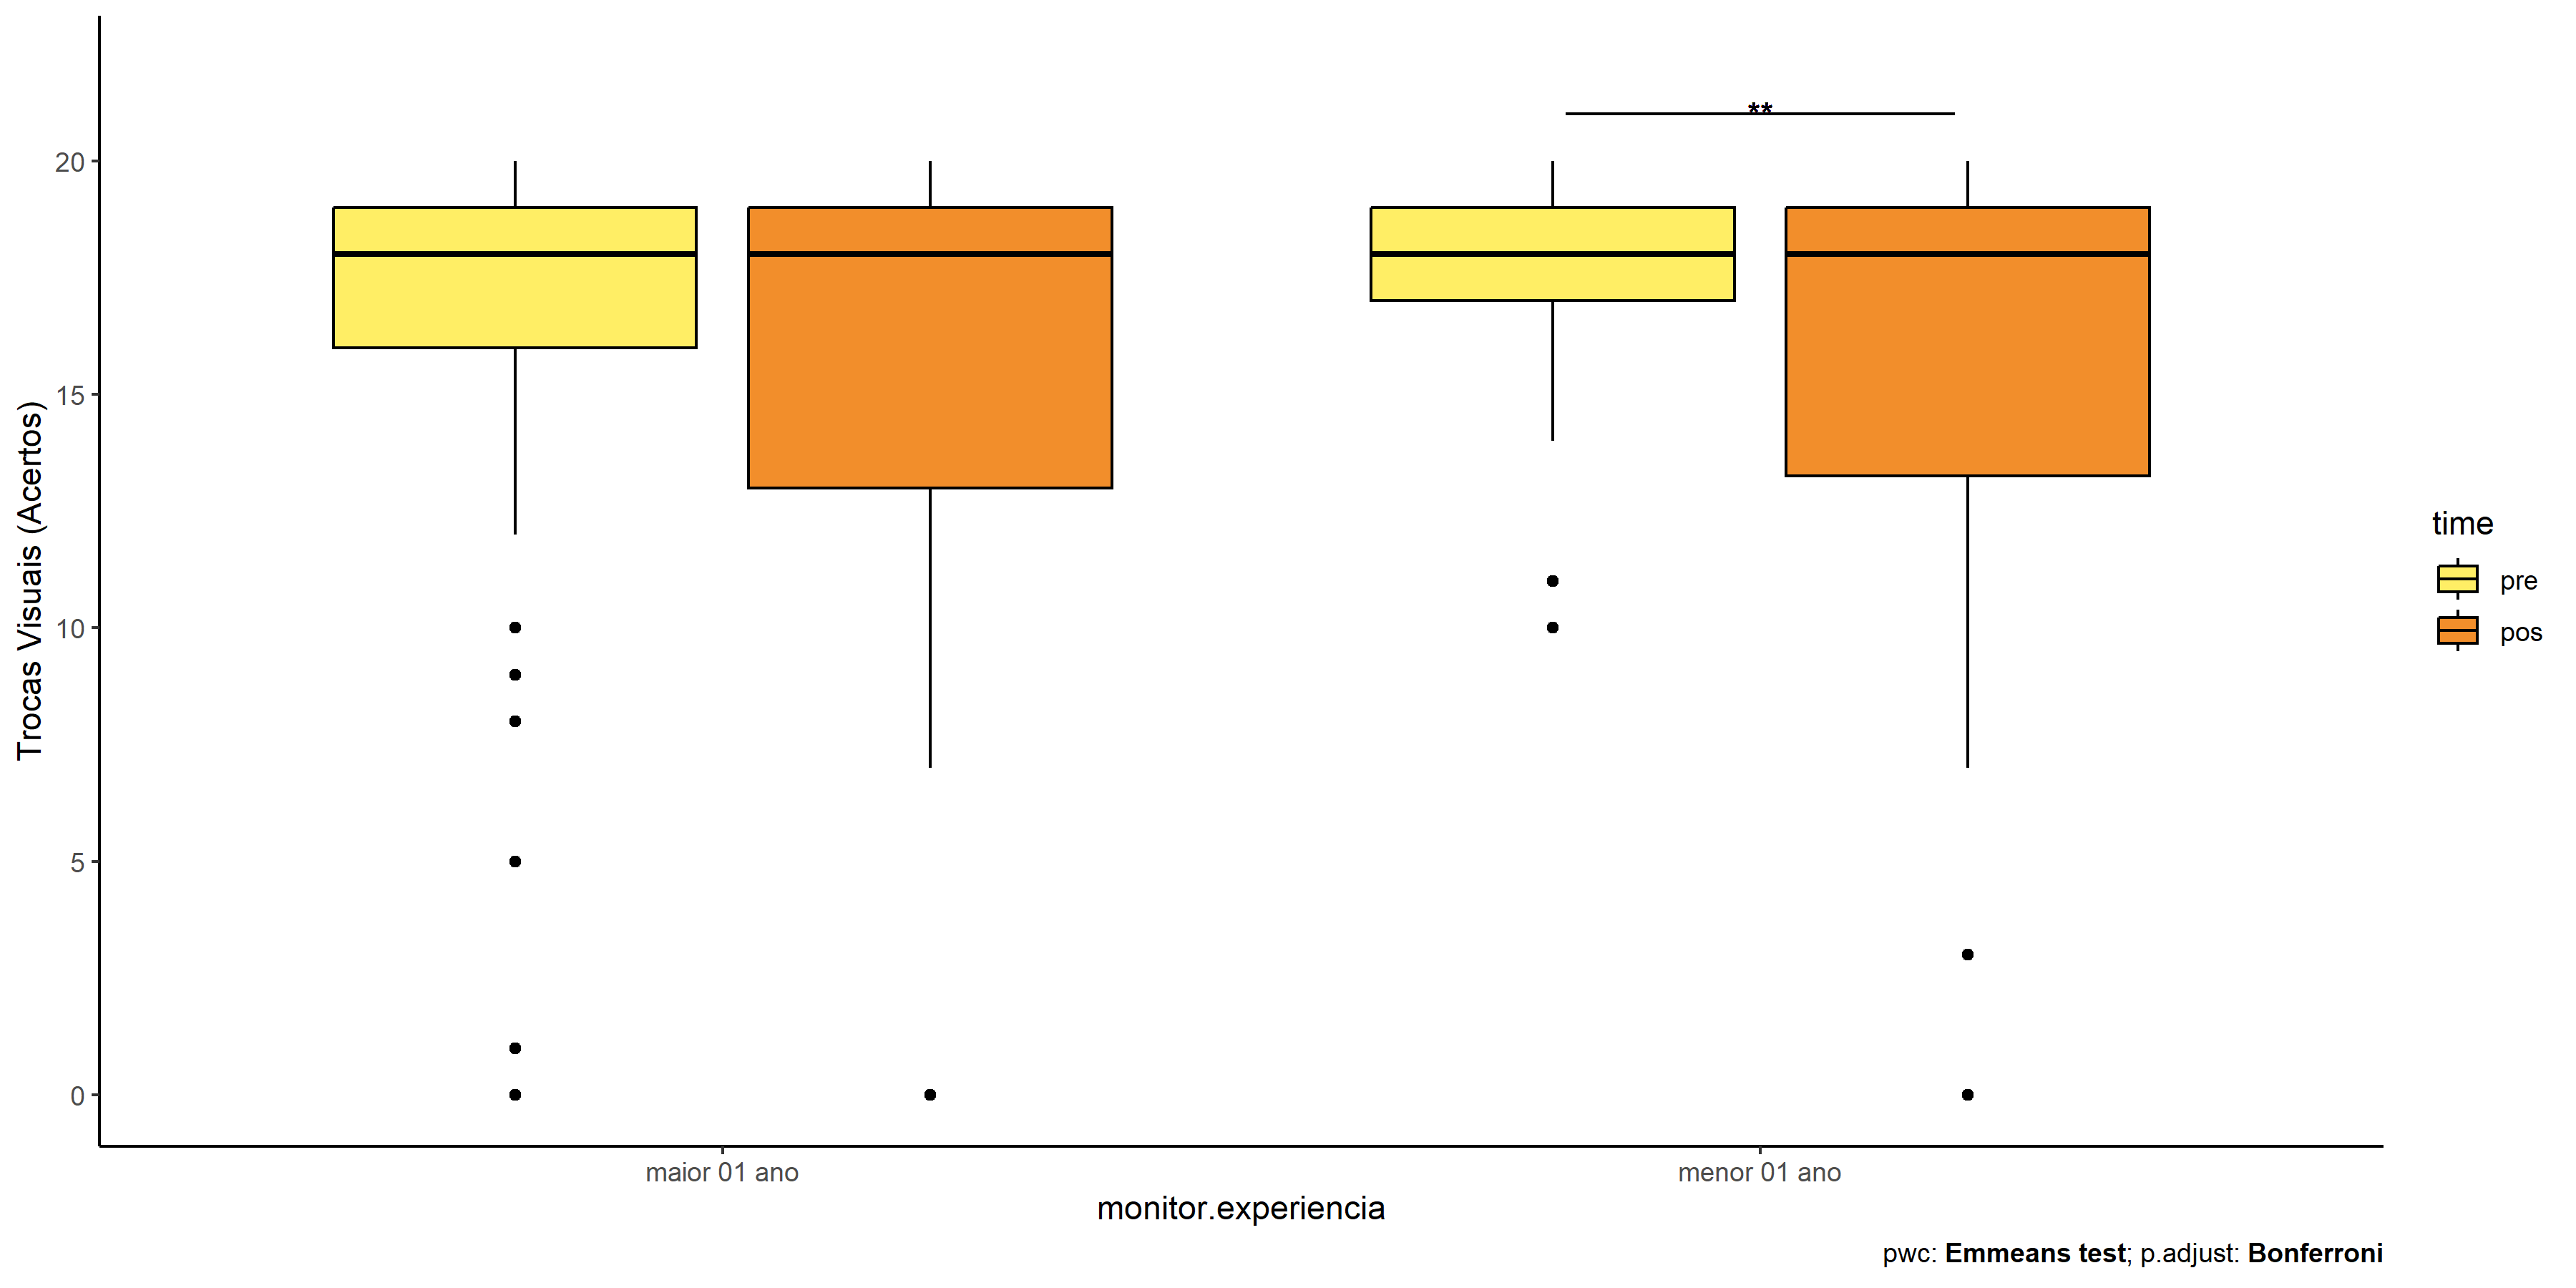 **
20
15
10
5
0
Trocas Visuais (Acertos)
maior 01 ano
menor 01 ano
monitor.experiencia
time
pre
pos
pwc: Emmeans test; p.adjust: Bonferroni